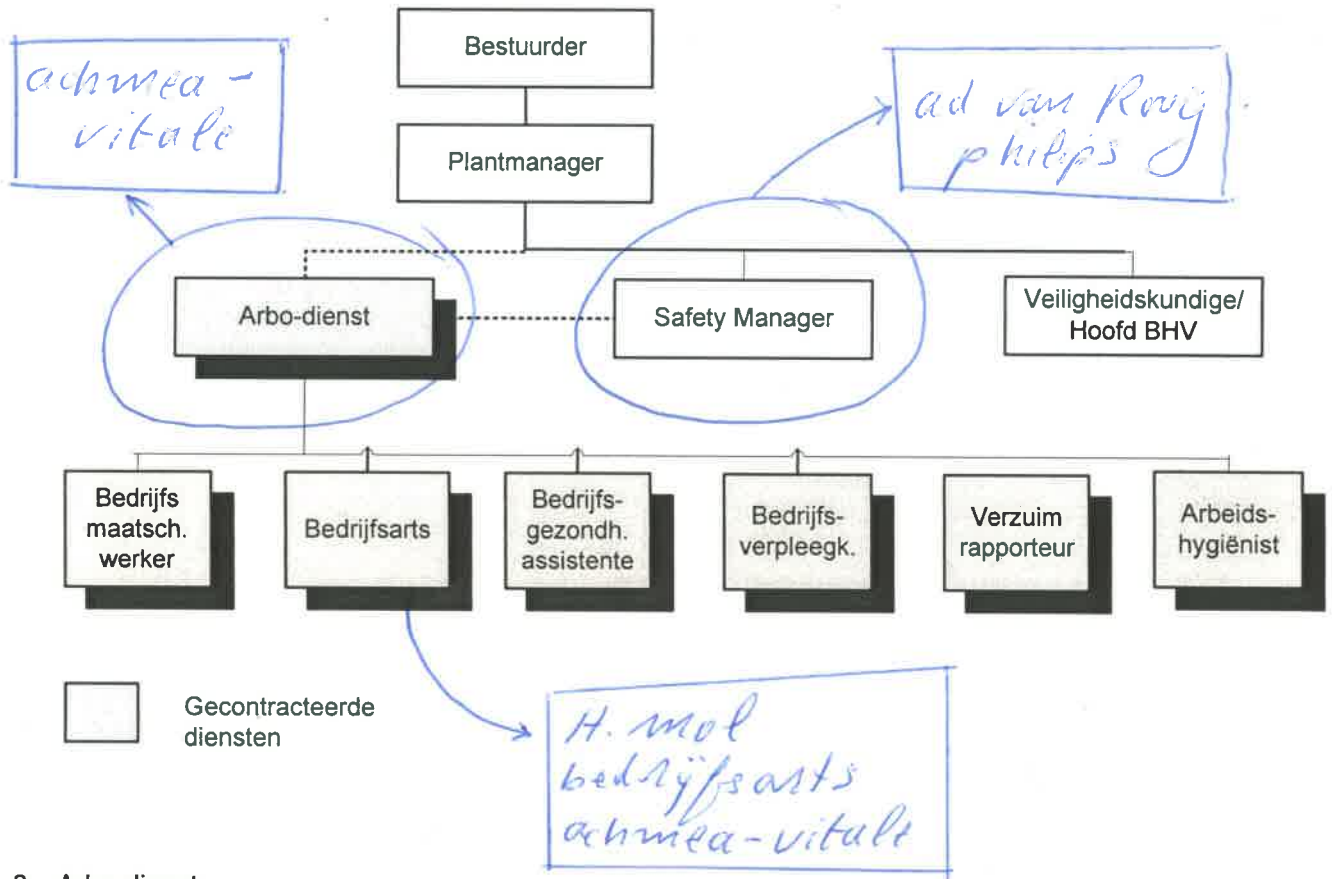 Bestuurder
achmea-
vitale
ad van Rooij
philips
Plantmanager
Arbo-dienst
Safety Manager
Veiligheidskundige/
Hoofd BHV
Bedrijfs
maatsch.
werker
Bedrijfsarts
Bedrijfs-
gezondh.
assistente
Bedrijfs-
verpleegk.
Verzuim
rapporteur
Arbeids-
hygiënist
Gecontracteerde
diensten
H. mol
bedrijfsarts
achmea-vitale